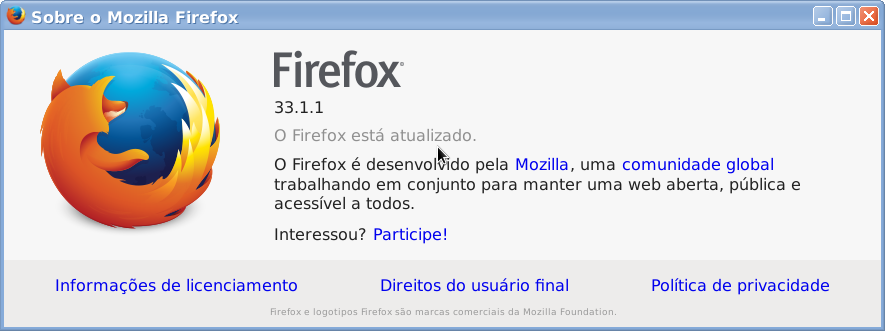 Sobre o Mozilla Firefox
Firefox®
33.1.1
O Firefox está atualizado.
O Firefox é desenvolvido pela Mozilla, uma comunidade global
trabalhando em conjunto para manter uma web aberta, pública e
acessível a todos.
Interessou? Participe!
Informações de licenciamento Direitos do usuário final Política de privacidade
Firefox e logotipos Firefox são marcas comerciais da Mozilla Foundation.